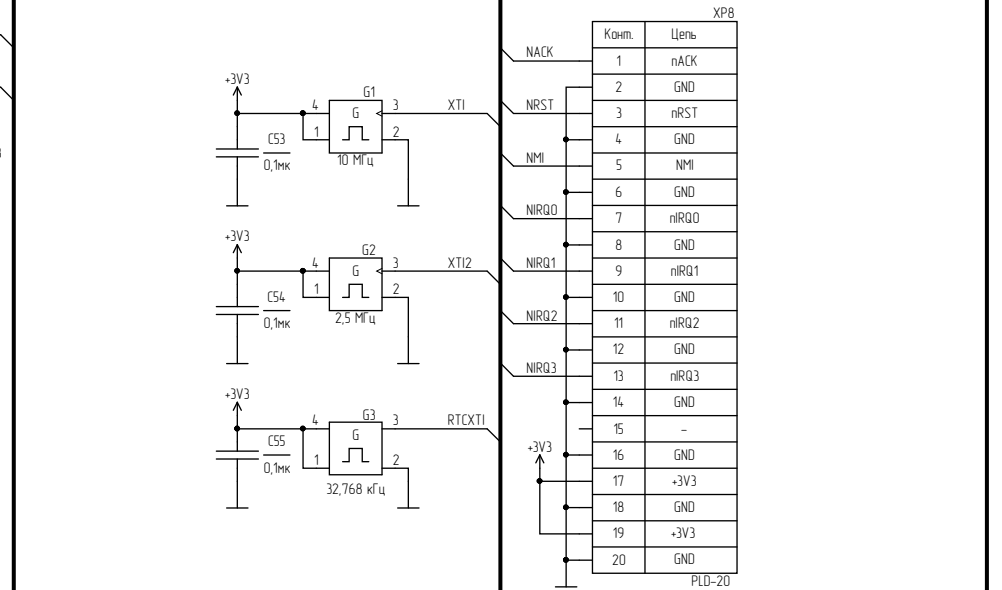 +3V3
G1
4
G
3
XTI
1
2
C53
0,1мк
10 МГц
+3V3
G2
4
G
3
XTI2
1
2
C54
0,1мк
2,5 МГц
+3V3
G3
4
G
3
RTCXTI
1
2
C55
0,1мк
32,768 кГц
XP8
Конт. Цепь
NACK 1 nACK
2 GND
NRST 3 nRST
4 GND
NMI 5 NMI
6 GND
NIRQ0 7 nIRQ0
8 GND
NIRQ1 9 nIRQ1
10 GND
NIRQ2 11 nIRQ2
12 GND
NIRQ3 13 nIRQ3
14 GND
15 –
+3V3
16 GND
17 +3V3
18 GND
19 +3V3
20 GND
PLD-20